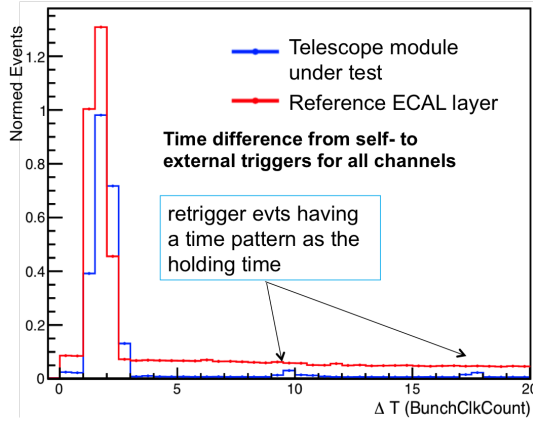 Normed Events
1.2
1
0.8
0.6
0.4
0.2
0
Telescope module
under test
Reference ECAL layer
Time difference from self- to
external triggers for all channels
retrigger evts having
a time pattern as the
holding time
0
5
10
15
20
Δ T (BunchClkCount)